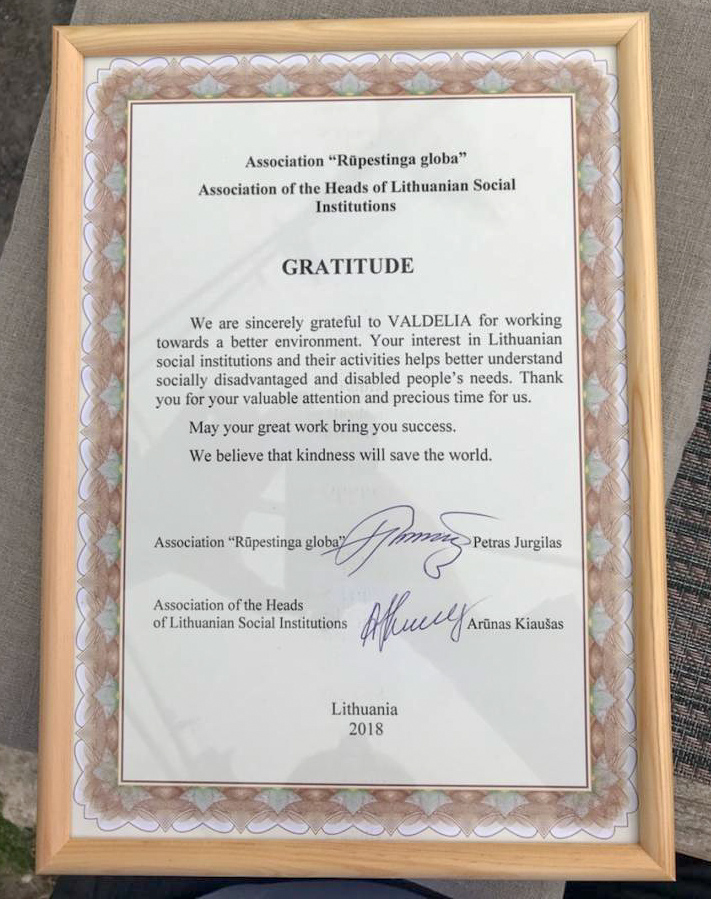 Association “Rūpestinga globa”
Association of the Heads of Lithuanian Social
Institutions
GRATITUDE
We are sincerely grateful to VALDELIA for working
towards a better environment. Your interest in Lithuanian
social institutions and their activities helps better understand
socially disadvantaged and disabled people’s needs. Thank
you for your valuable attention and precious time for us.
May your great work bring you success.
We believe that kindness will save the world.
Association “Rūpestinga globa” Petras Jurgilas
Association of the Heads
of Lithuanian Social Institutions Arūnas Kiaušas
Lithuania
2018